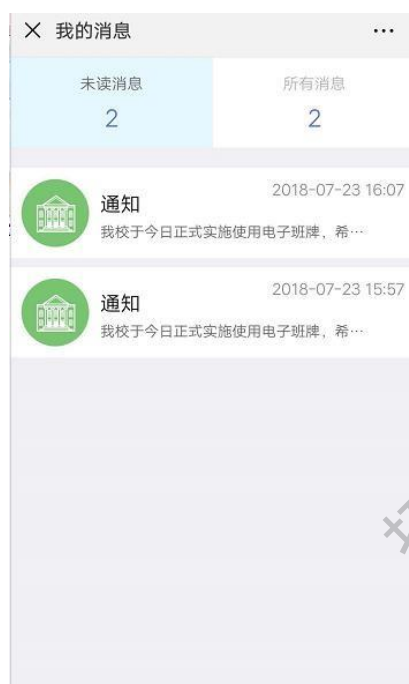 我的消息
未读消息
所有消息
2
2
通知
2018-07-23 16:07
我校于今日正式实施使用电子班牌，希…
通知
2018-07-23 15:57
我校于今日正式实施使用电子班牌，希…